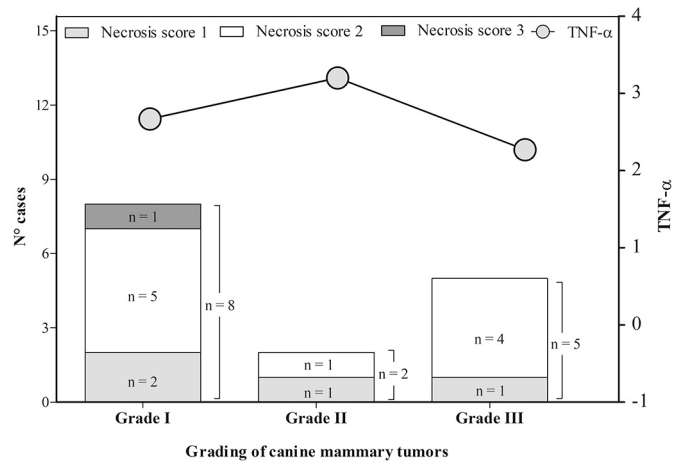 Necrosis score 1 Necrosis score 2 Necrosis score 3 TNF-α
15
12
9
6
3
0
N° cases
4
3
2
1
0
-1
TNF-α
n = 1
n = 5
n = 2
n = 8
n = 1
n = 1
n = 2
n = 4
n = 1
n = 5
Grade I Grade II Grade III
Grading of canine mammary tumors